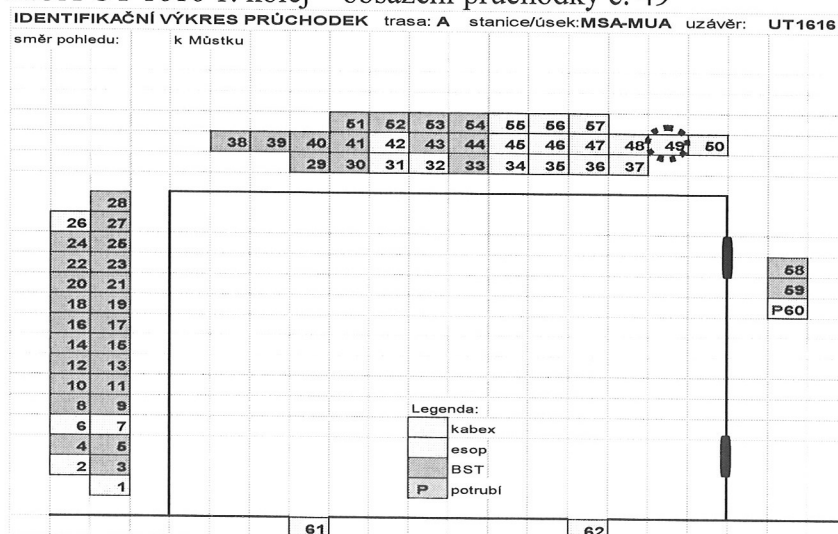 IDENTIFIKAČNÍ VÝKRES PRŮCHODEK trasa: A stanice/úsek: MSA-MUA uzávěr: UT1616
směr pohledu: k Můstku
51 52 53 54 55 56 57
38 39 40 41 42 43 44 45 46 47 48 49 50
29 30 31 32 33 34 35 36 37
28
26 27
24 25
22 23
20 21
18 19
16 17
14 15
12 13
10 11
8 9
6 7
4 5
2 3
1
58
59
P60
Legenda:
kabex
esop
BST
P potrubí
61 62